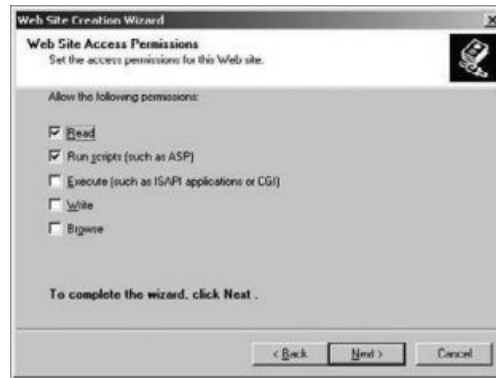 Web Site Creation Wizard
Web Site Access Permissions
Set the access permissions for this Web site.
Allow the following permissions:
Read
Run scripts (such as ASP)
Execute (such as ISAPI applications or CGI)
Write
Browse
To complete the wizard, click Next .
< Back Next > Cancel